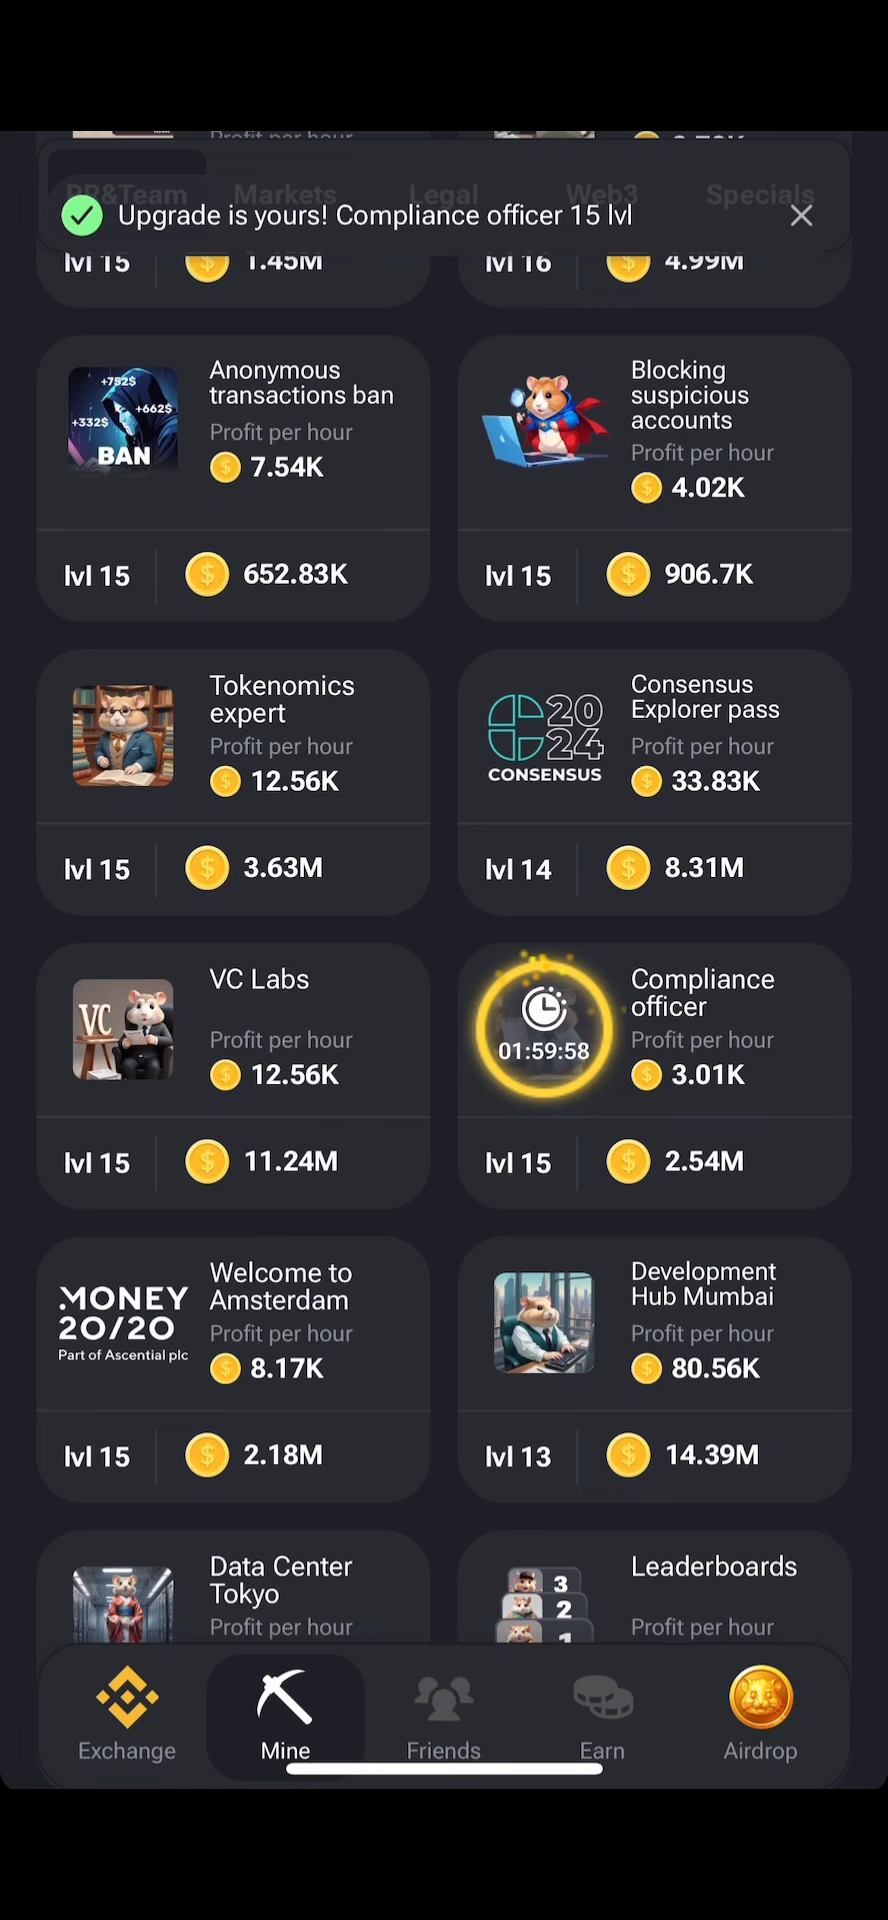 Profit per hour
PR&Team Markets Legal Web3 Specials
Upgrade is yours! Compliance officer 15 lvl
lvl 15 1.45M
lvl 16 4.99M
+752$
+662$
+332$
BAN
Anonymous
transactions ban
Profit per hour
7.54K
lvl 15 652.83K
Blocking
suspicious
accounts
Profit per hour
4.02K
lvl 15 906.7K
Tokenomics
expert
Profit per hour
12.56K
lvl 15 3.63M
2024
CONSENSUS
Consensus
Explorer pass
Profit per hour
33.83K
lvl 14 8.31M
VC
VC Labs
Profit per hour
12.56K
lvl 15 11.24M
01:59:58
Compliance
officer
Profit per hour
3.01K
lvl 15 2.54M
MONEY
20/20
Part of Ascential plc
Welcome to
Amsterdam
Profit per hour
8.17K
lvl 15 2.18M
Development
Hub Mumbai
Profit per hour
80.56K
lvl 13 14.39M
Data Center
Tokyo
Profit per hour
3
2
1
Leaderboards
Profit per hour
Exchange Mine Friends Earn Airdrop